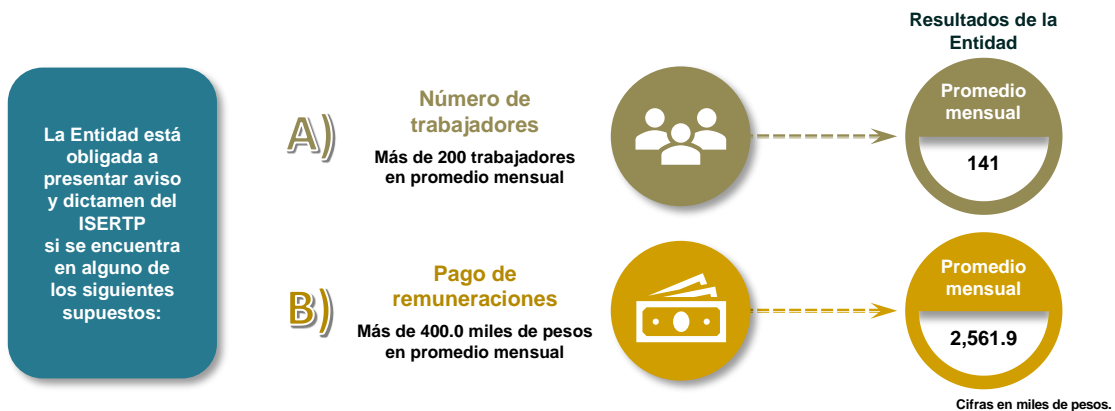 Resultados de la
Entidad
La Entidad está
obligada a
presentar aviso
y dictamen del
ISERTP
si se encuentra
en alguno de
los siguientes
supuestos:
A)
Número de
trabajadores
Más de 200 trabajadores
en promedio mensual
Promedio
mensual
141
B)
Pago de
remuneraciones
Más de 400.0 miles de pesos
en promedio mensual
Promedio
mensual
2,561.9
Cifras en miles de pesos.